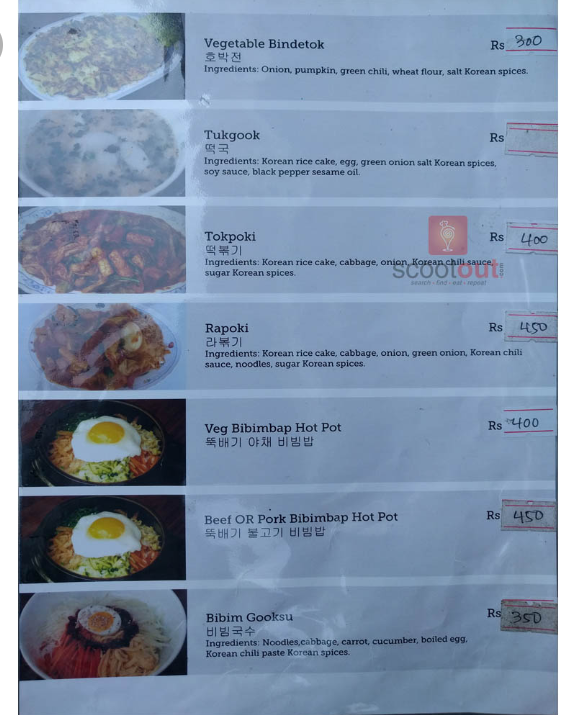 Vegetable Bindetok
Rs 300
호박전
Ingredients: Onion, pumpkin, green chili, wheat flour, salt Korean spices.
Tukgook
Rs
떡국
Ingredients: Korean rice cake, egg, green onion salt Korean spices,
soy sauce, black pepper sesame oil.
Tokpoki
Rs 400
떡볶기
Ingredients: Korean rice cake, cabbage, onion, Korean chili sauce,
sugar Korean spices.
scootout.com
search - find - eat - repeat
Rapoki
Rs 450
라볶기
Ingredients: Korean rice cake, cabbage, onion, green onion, Korean chili
sauce, noodles, sugar Korean spices.
Veg Bibimbap Hot Pot
Rs 400
뚝배기 야채 비빔밥
Beef OR Pork Bibimbap Hot Pot
Rs 450
뚝배기 불고기 비빔밥
Bibim Gooksu
Rs 350
비빔국수
Ingredients: Noodles,cabbage, carrot, cucumber, boiled egg,
Korean chili paste Korean spices.